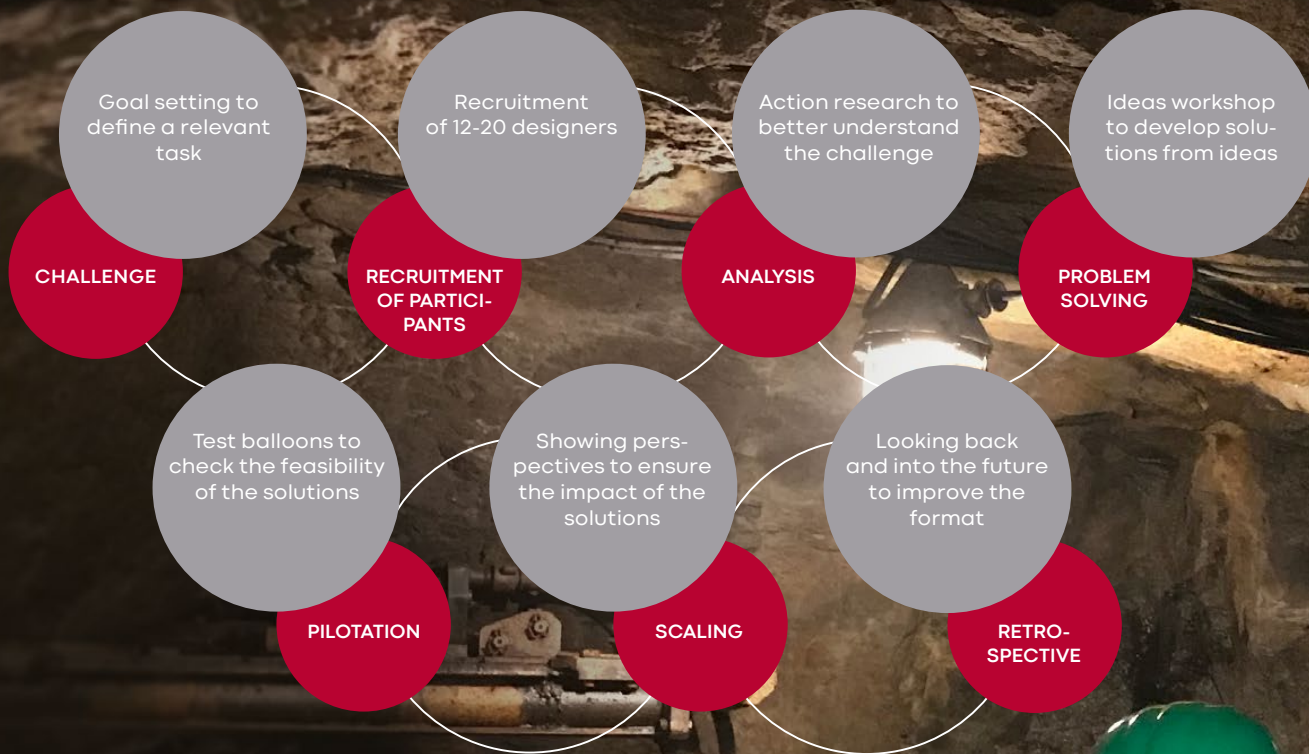 Goal setting to
define a relevant
task
CHALLENGE
Recruitment
of 12-20 designers
RECRUITMENT
OF PARTICI-
PANTS
Action research to
better understand
the challenge
ANALYSIS
Ideas workshop
to develop solu-
tions from ideas
PROBLEM
SOLVING
Test balloons to
check the feasibility
of the solutions
PILOTATION
Showing pers-
pectives to ensure
the impact of the
solutions
SCALING
Looking back
and into the future
to improve the
format
RETRO-
SPECTIVE